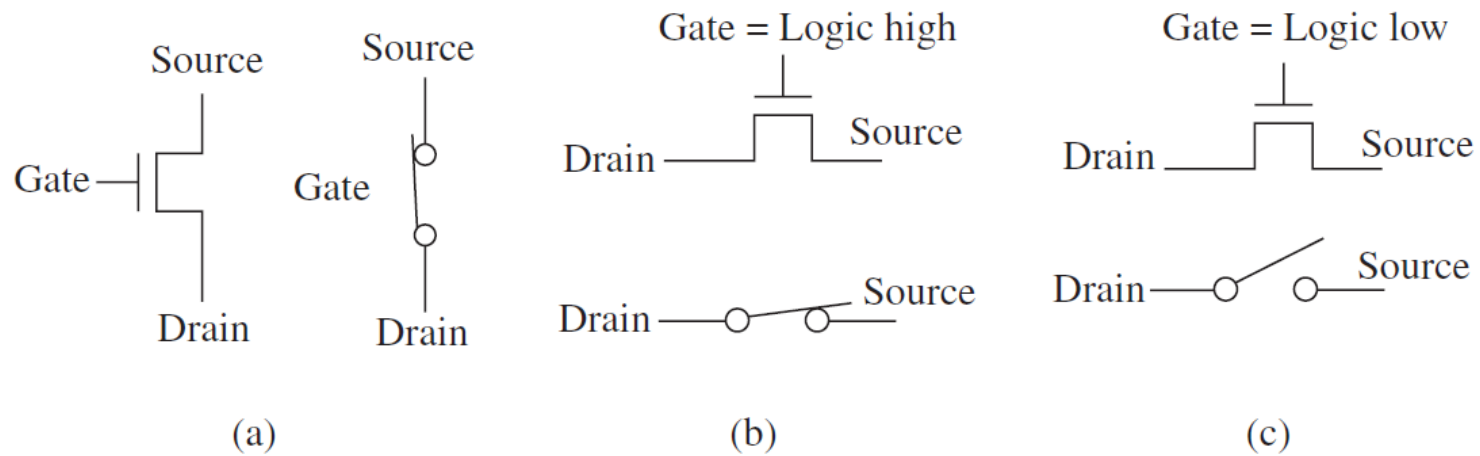 Source
Gate
Drain
(a)
Source
Gate
Drain
Gate = Logic high
Drain
Source
Drain
Source
(b)
Gate = Logic low
Drain
Source
Drain
Source
(c)